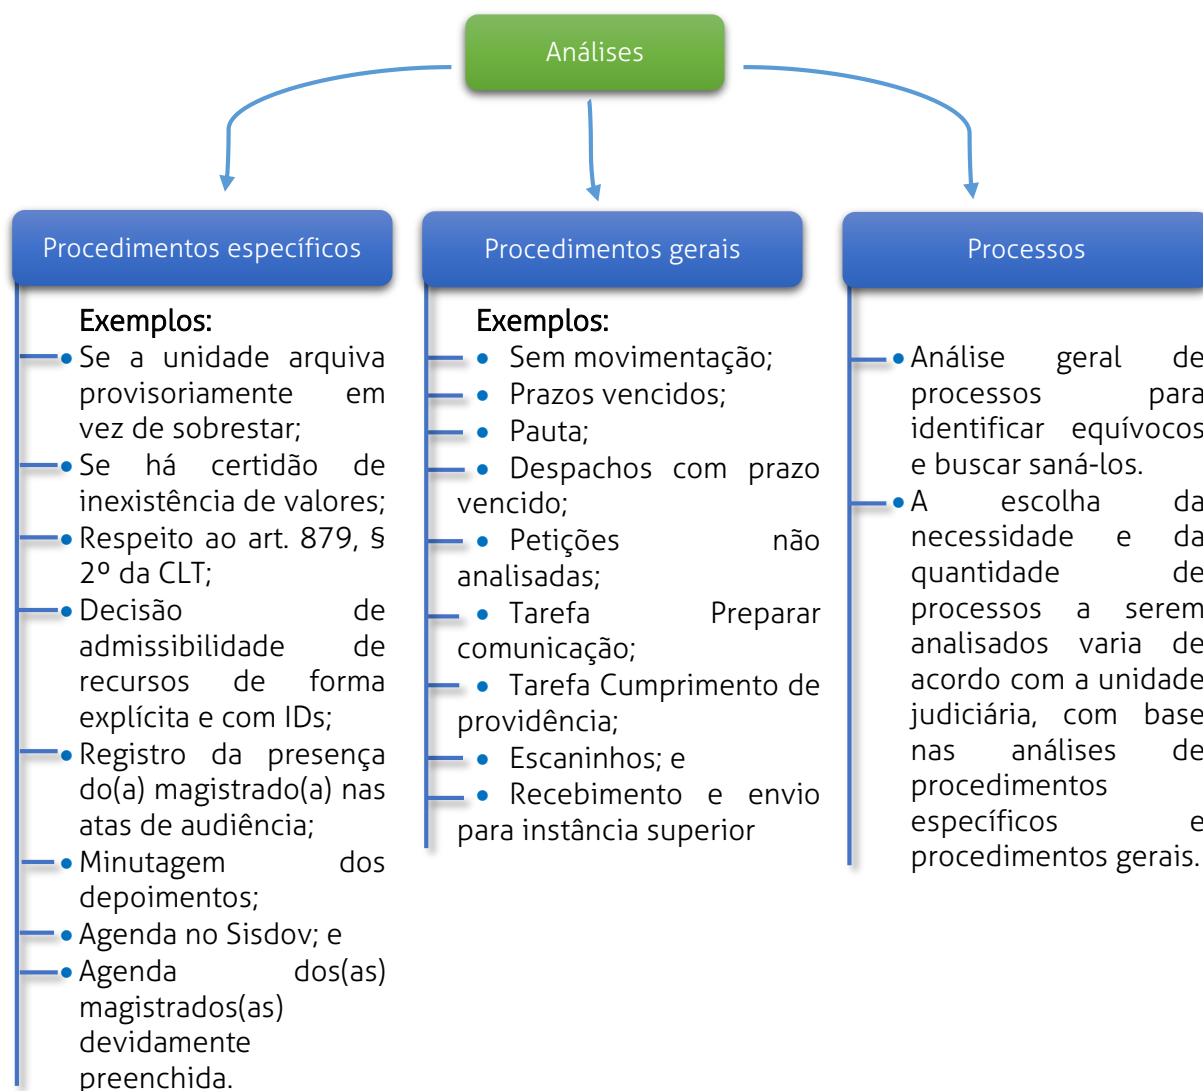 Análises
Procedimentos específicos
Exemplos:
• Se a unidade arquiva
provisoriamente em
vez de sobrestar;
• Se há certidão de
inexistência de valores;
• Respeito ao art. 879, §
2º da CLT;
• Decisão de
admissibilidade de
recursos de forma
explícita e com IDs;
• Registro da presença
do(a) magistrado(a) nas
atas de audiência;
• Minutagem dos
depoimentos;
• Agenda no Sisdov; e
• Agenda dos(as)
magistrados(as)
devidamente
preenchida.
Procedimentos gerais
Exemplos:
• Sem movimentação;
• Prazos vencidos;
• Pauta;
• Despachos com prazo
vencido;
• Petições não
analisadas;
• Tarefa Preparar
comunicação;
• Tarefa Cumprimento de
providência;
• Escaninhos; e
• Recebimento e envio
para instância superior
Processos
• Análise geral de
processos para
identificar equívocos
e buscar saná-los.
• A escolha da
necessidade e da
quantidade de
processos a serem
analisados varia de
acordo com a unidade
judiciária, com base
nas análises de
procedimentos
específicos e
procedimentos gerais.